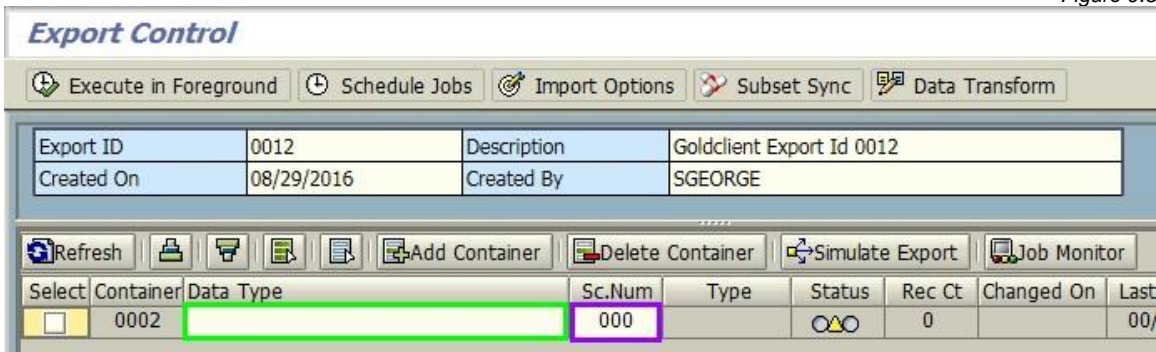 Export Control
Execute in Foreground Schedule Jobs Import Options Subset Sync Data Transform
Export ID 0012 Description Goldclient Export Id 0012
Created On 08/29/2016 Created By SGEORGE
Refresh Add Container Delete Container Simulate Export Job Monitor
Select Container Data Type Sc.Num Type Status Rec Ct Changed On Last
0002 000 0 00/